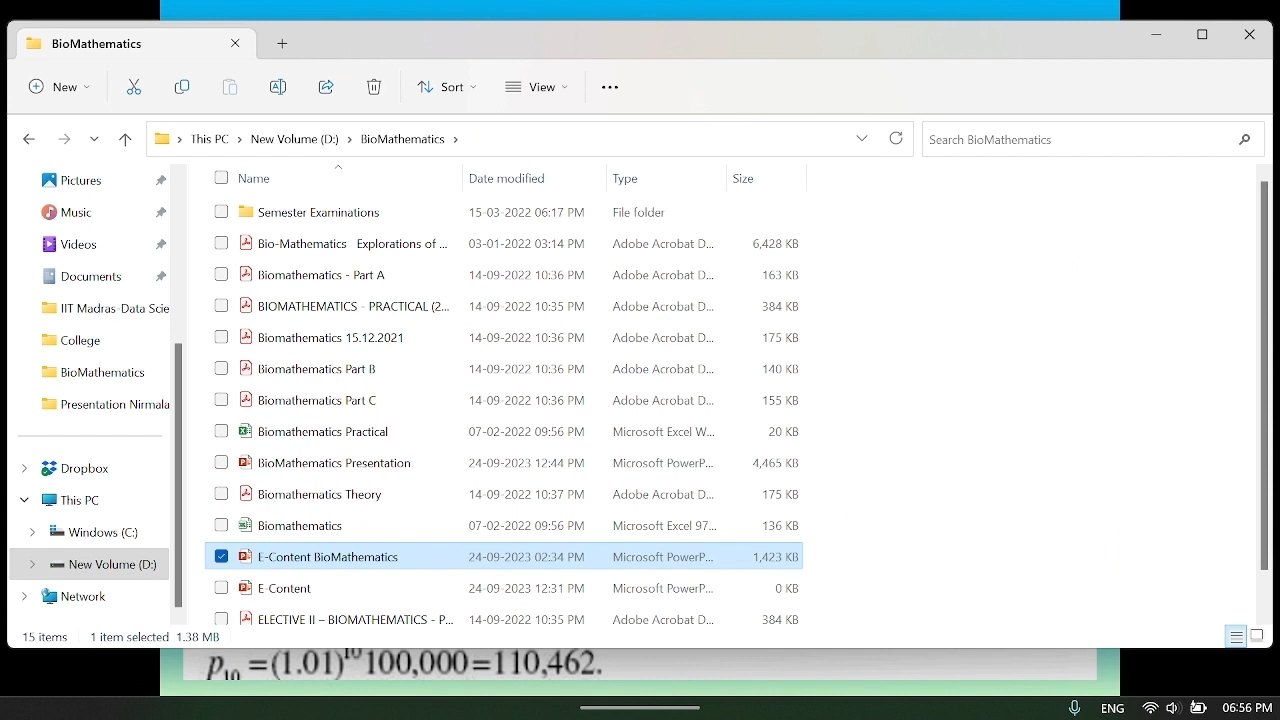 BioMathematics
New
Sort
View
This PC > New Volume (D:) > BioMathematics >
Search BioMathematics
Pictures
Music
Videos
Documents
IIT Madras-Data Scie
College
BioMathematics
Presentation Nirmala
Dropbox
This PC
Windows (C:)
New Volume (D:)
Network
Name Date modified Type Size
Semester Examinations 15-03-2022 06:17 PM File folder
Bio-Mathematics Explorations of ... 03-01-2022 03:14 PM Adobe Acrobat D... 6,428 KB
Biomathematics - Part A 14-09-2022 10:36 PM Adobe Acrobat D... 163 KB
BIOMATHEMATICS - PRACTICAL (2... 14-09-2022 10:35 PM Adobe Acrobat D... 384 KB
Biomathematics 15.12.2021 14-09-2022 10:36 PM Adobe Acrobat D... 175 KB
Biomathematics Part B 14-09-2022 10:36 PM Adobe Acrobat D... 140 KB
Biomathematics Part C 14-09-2022 10:36 PM Adobe Acrobat D... 155 KB
Biomathematics Practical 07-02-2022 09:56 PM Microsoft Excel W... 20 KB
BioMathematics Presentation 24-09-2023 12:44 PM Microsoft PowerP... 4,465 KB
Biomathematics Theory 14-09-2022 10:37 PM Adobe Acrobat D... 175 KB
Biomathematics 07-02-2022 09:56 PM Microsoft Excel 97... 136 KB
E-Content BioMathematics 24-09-2023 02:34 PM Microsoft PowerP... 1,423 KB
E-Content 24-09-2023 12:31 PM Microsoft PowerP... 0 KB
ELECTIVE II – BIOMATHEMATICS - P... 14-09-2022 10:35 PM Adobe Acrobat D... 384 KB
15 items 1 item selected 1.38 MB
p₁₀ = (1.01)¹⁰ 100,000 = 110,462.
ENG 06:56 PM